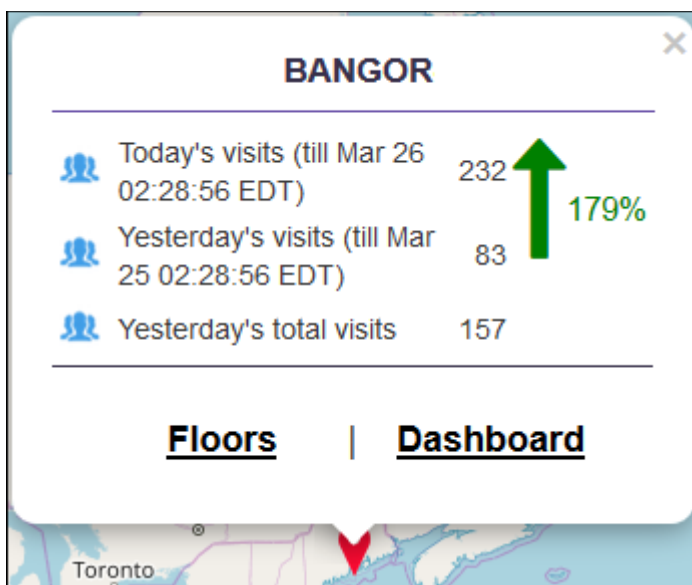 BANGOR
×
Today's visits (till Mar 26
02:28:56 EDT)
232
179%
Yesterday's visits (till Mar
25 02:28:56 EDT)
83
Yesterday's total visits
157
Floors | Dashboard
Toronto